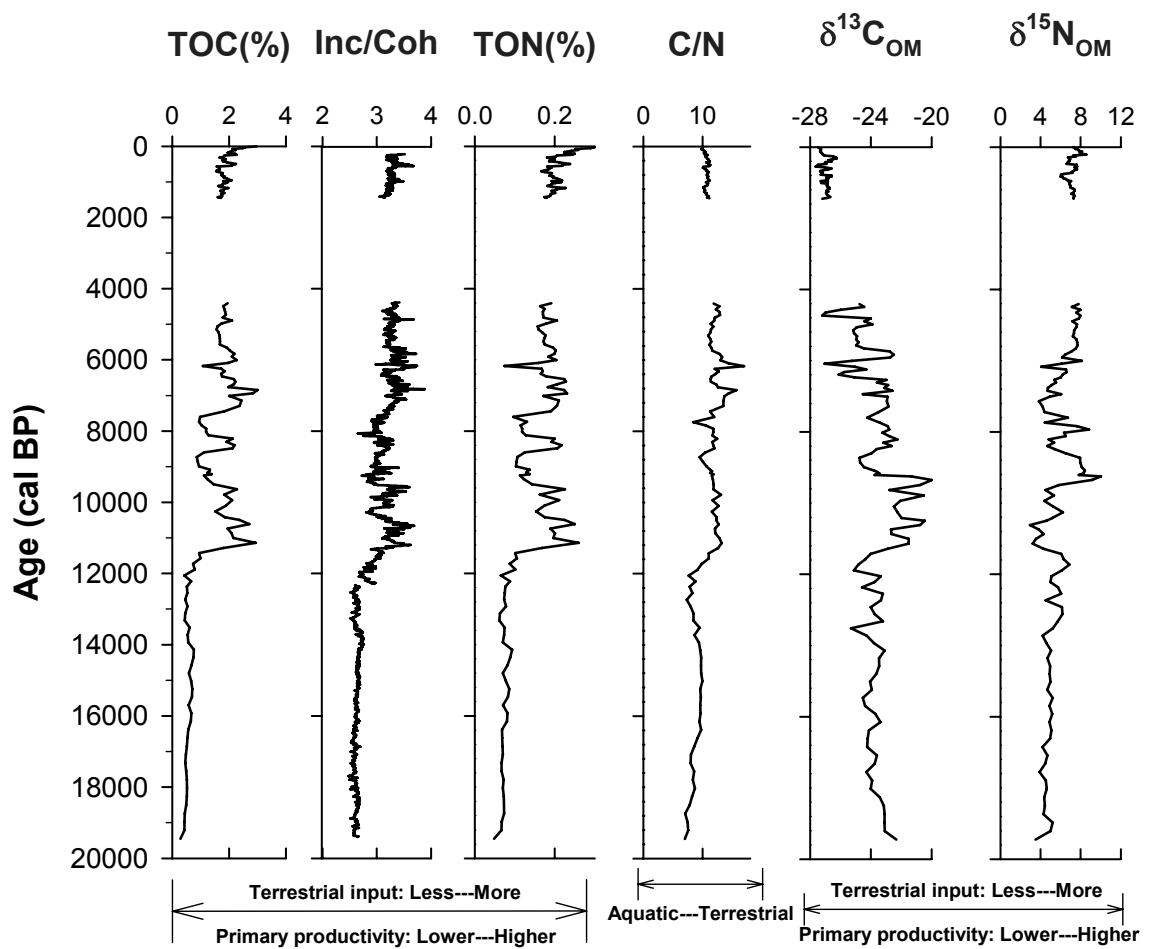 TOC(%) Inc/Coh TON(%) C/N δ¹³C_OM δ¹⁵N_OM
0 2 4 2 3 4 0.0 0.2 0 10 -28 -24 -20 0 4 8 12
0
2000
4000
6000
8000
10000
12000
14000
16000
18000
20000
Age (cal BP)
Terrestrial input: Less---More
Primary productivity: Lower---Higher
Aquatic---Terrestrial
Terrestrial input: Less---More
Primary productivity: Lower---Higher